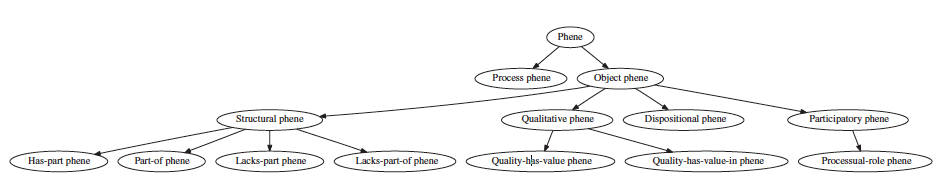 Phene
Process phene
Object phene
Structural phene
Qualitative phene
Dispositional phene
Participatory phene
Has-part phene
Part-of phene
Lacks-part phene
Lacks-part-of phene
Quality-has-value phene
Quality-has-value-in phene
Processual-role phene